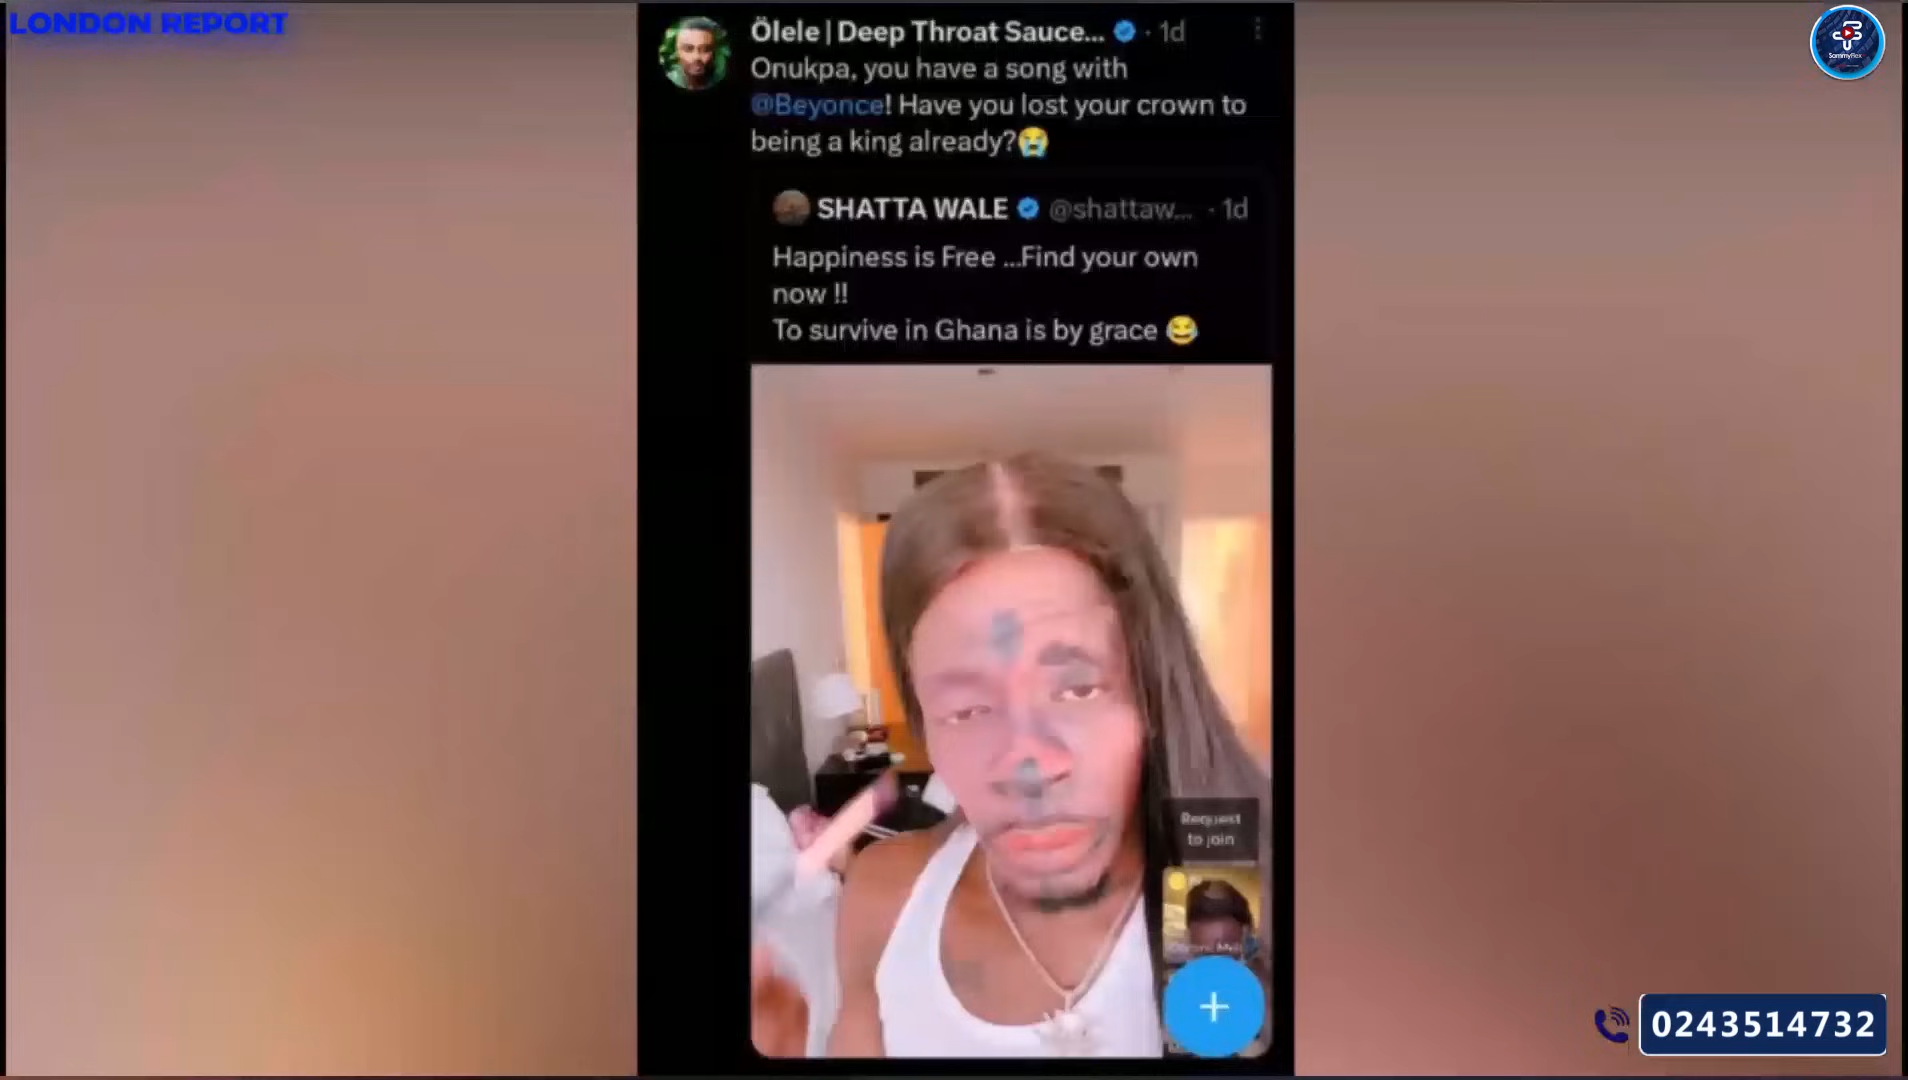 LONDON REPORT
Ölele | Deep Throat Sauce... · 1d
Onukpa, you have a song with
@Beyonce! Have you lost your crown to
being a king already?😭
SHATTA WALE @shattaw... · 1d
Happiness is Free ...Find your own
now !!
To survive in Ghana is by grace 😂
Request
to join
SammyFlex
0243514732